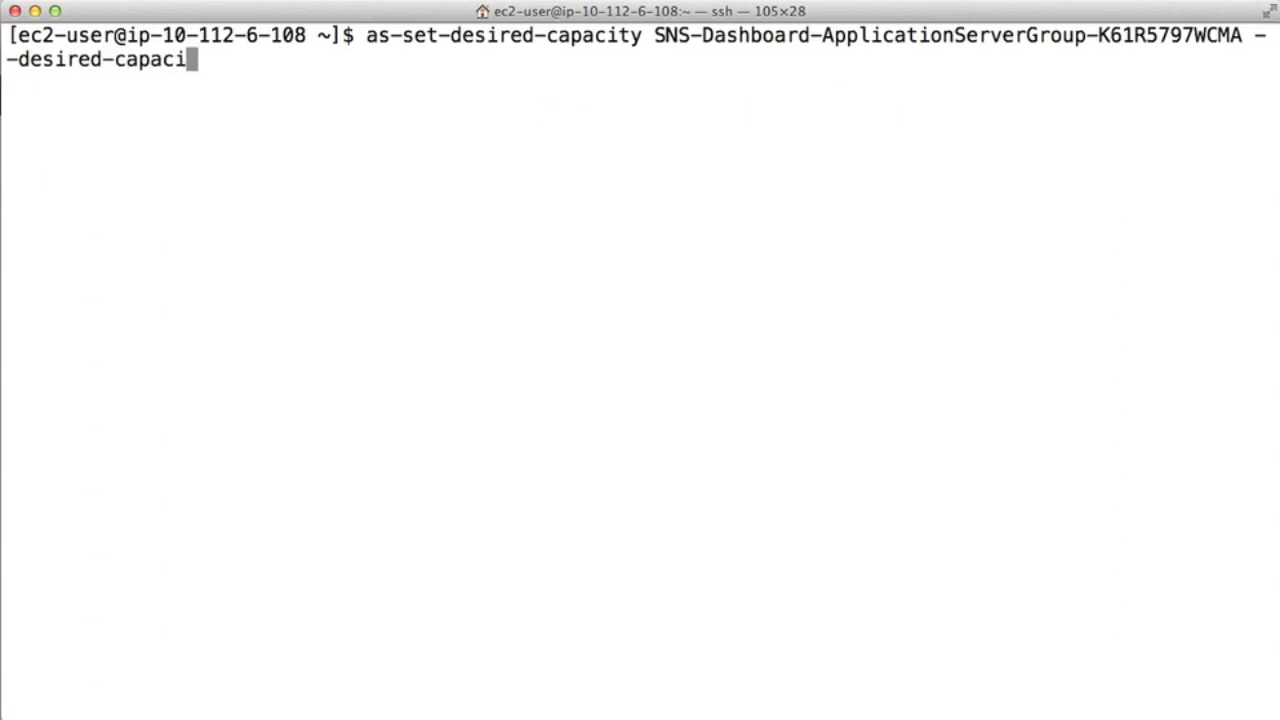 ec2-user@ip-10-112-6-108:~ — ssh — 105×28
[ec2-user@ip-10-112-6-108 ~]$ as-set-desired-capacity SNS-Dashboard-ApplicationServerGroup-K61R5797WCMA -
-desired-capaci